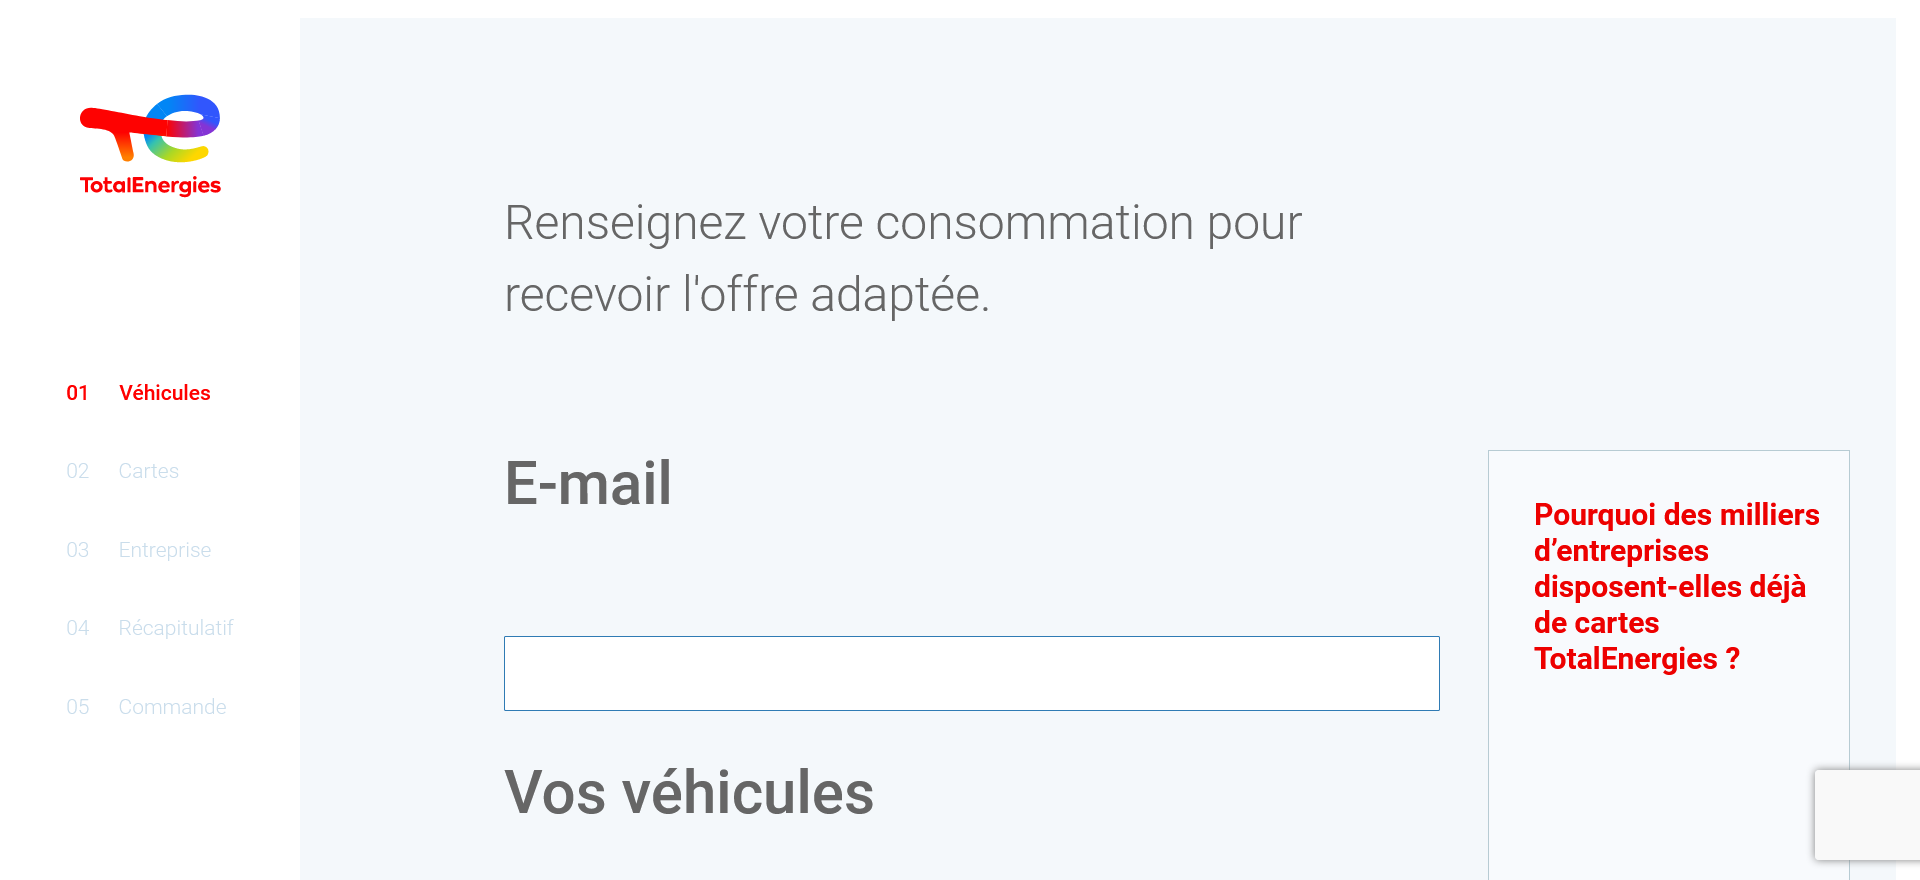 TotalEnergies
01 Véhicules
02 Cartes
03 Entreprise
04 Récapitulatif
05 Commande
Renseignez votre consommation pour
recevoir l'offre adaptée.
E-mail
Vos véhicules
Pourquoi des milliers
d’entreprises
disposent-elles déjà
de cartes
TotalEnergies ?